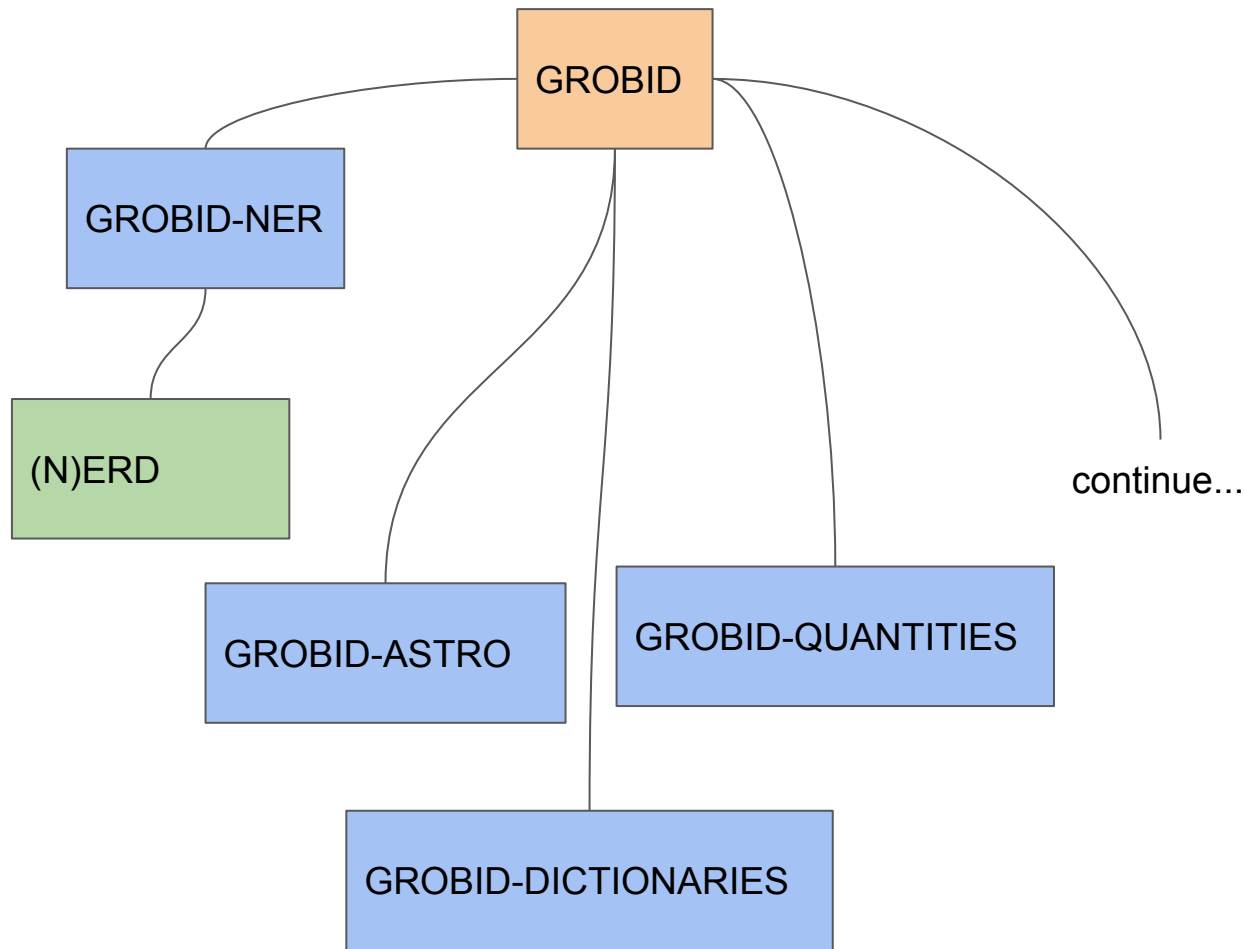 GROBID
GROBID-NER
(N)ERD
continue...
GROBID-QUANTITIES
GROBID-ASTRO
GROBID-DICTIONARIES